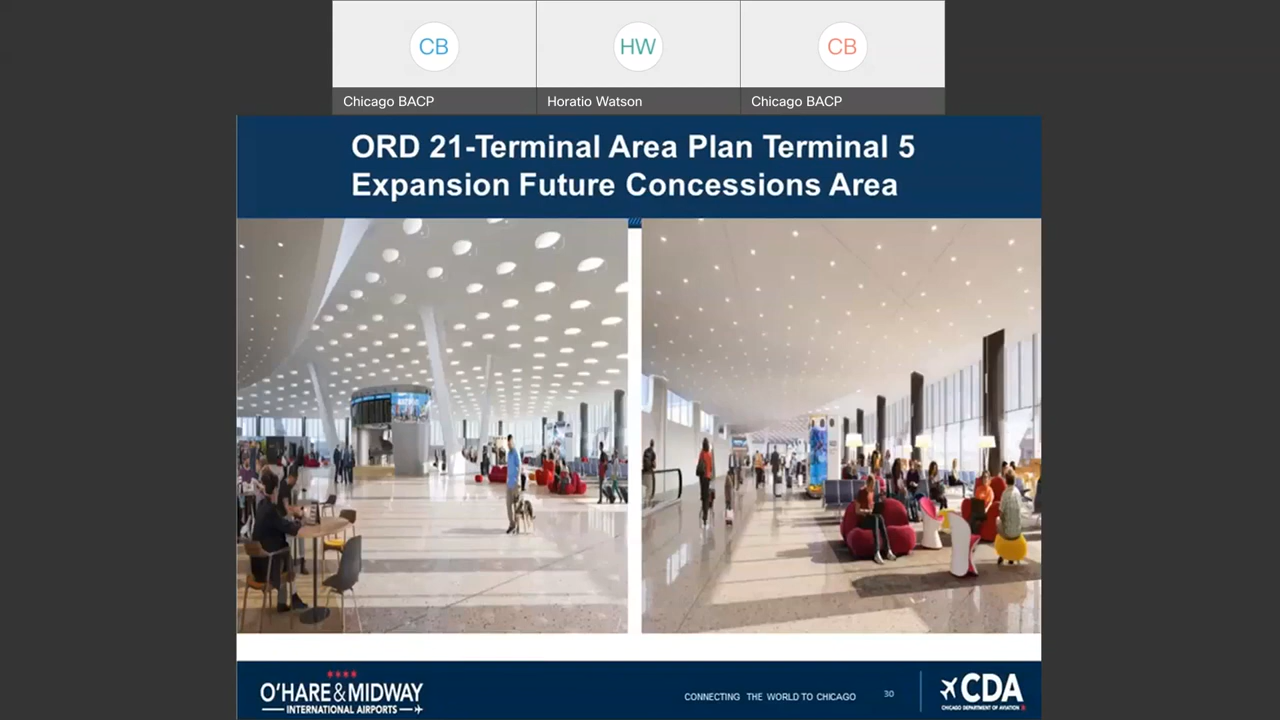 CB
HW
CB
Chicago BACP
Horatio Watson
Chicago BACP
ORD 21-Terminal Area Plan Terminal 5
Expansion Future Concessions Area
O'HARE & MIDWAY
INTERNATIONAL AIRPORTS
CONNECTING THE WORLD TO CHICAGO
30
CDA
CHICAGO DEPARTMENT OF AVIATION